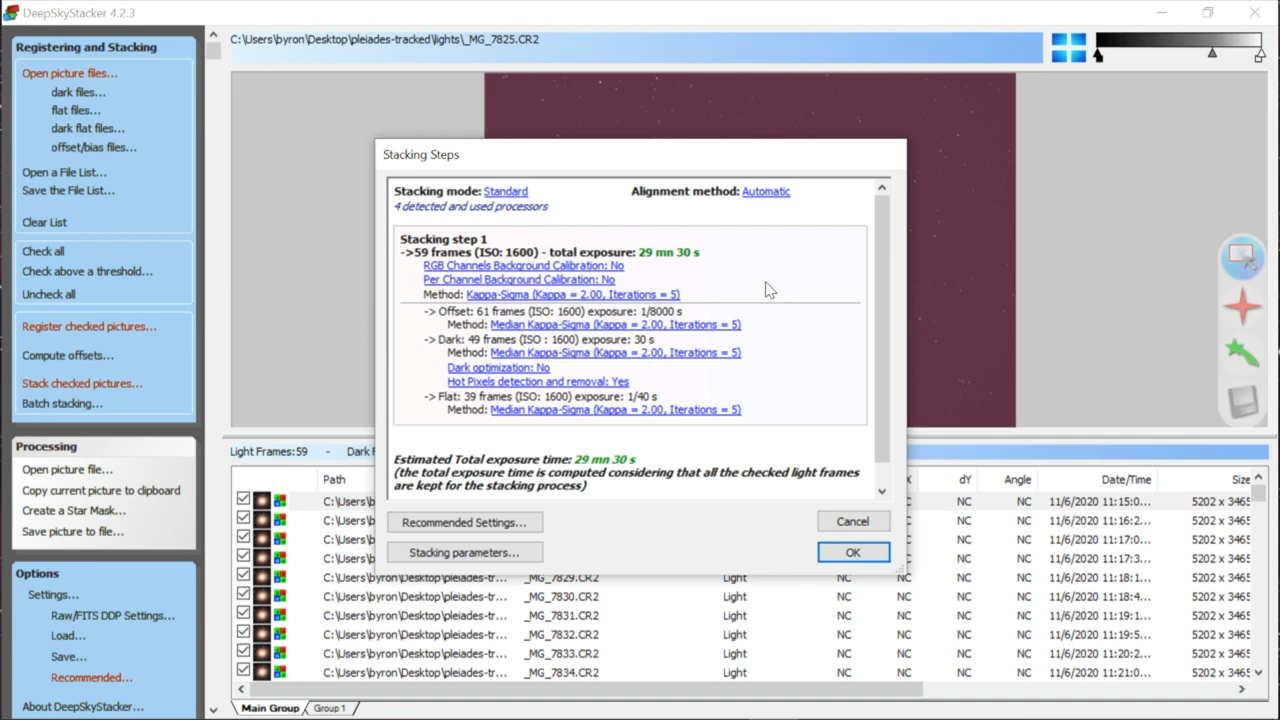 DeepSkyStacker 4.2.3
Registering and Stacking
Open picture files...
dark files...
flat files...
dark flat files...
offset/bias files...
Open a File List...
Save the File List...
Clear List
Check all
Check above a threshold...
Uncheck all
Register checked pictures...
Compute offsets...
Stack checked pictures...
Batch stacking...
Processing
Open picture file...
Copy current picture to clipboard
Create a Star Mask...
Save picture to file...
Options
Settings...
Raw/FITS DDP Settings...
Load...
Save...
Recommended...
About DeepSkyStacker...
C:\Users\byron\Desktop\pleiades-tracked\lights\_MG_7825.CR2
Stacking Steps
Stacking mode: Standard Alignment method: Automatic
4 detected and used processors
Stacking step 1
->59 frames (ISO: 1600) - total exposure: 29 mn 30 s
RGB Channels Background Calibration: No
Per Channel Background Calibration: No
Method: Kappa-Sigma (Kappa = 2.00, Iterations = 5)
-> Offset: 61 frames (ISO: 1600) exposure: 1/8000 s
Method: Median Kappa-Sigma (Kappa = 2.00, Iterations = 5)
-> Dark: 49 frames (ISO : 1600) exposure: 30 s
Method: Median Kappa-Sigma (Kappa = 2.00, Iterations = 5)
Dark optimization: No
Hot Pixels detection and removal: Yes
-> Flat: 39 frames (ISO: 1600) exposure: 1/40 s
Method: Median Kappa-Sigma (Kappa = 2.00, Iterations = 5)
Estimated Total exposure time: 29 mn 30 s
(the total exposure time is computed considering that all the checked light frames
are kept for the stacking process)
Recommended Settings... Cancel
Stacking parameters... OK
Light Frames:59 - Dark
Path dY Angle Date/Time Size
C:\Users\b NC NC 11/6/2020 11:15:0... 5202 x 3465
C:\Users\b NC NC 11/6/2020 11:16:2... 5202 x 3465
C:\Users\b NC NC 11/6/2020 11:17:0... 5202 x 3465
C:\Users\b NC NC 11/6/2020 11:17:3... 5202 x 3465
C:\Users\byron\Desktop\pleiades-tr... _MG_7829.CR2 Light NC NC NC NC 11/6/2020 11:18:1... 5202 x 3465
C:\Users\byron\Desktop\pleiades-tr... _MG_7830.CR2 Light NC NC NC NC 11/6/2020 11:18:4... 5202 x 3465
C:\Users\byron\Desktop\pleiades-tr... _MG_7831.CR2 Light NC NC NC NC 11/6/2020 11:19:1... 5202 x 3465
C:\Users\byron\Desktop\pleiades-tr... _MG_7832.CR2 Light NC NC NC NC 11/6/2020 11:19:5... 5202 x 3465
C:\Users\byron\Desktop\pleiades-tr... _MG_7833.CR2 Light NC NC NC NC 11/6/2020 11:20:2... 5202 x 3465
C:\Users\byron\Desktop\pleiades-tr... _MG_7834.CR2 Light NC NC NC NC 11/6/2020 11:21:0... 5202 x 3465
Main Group Group 1